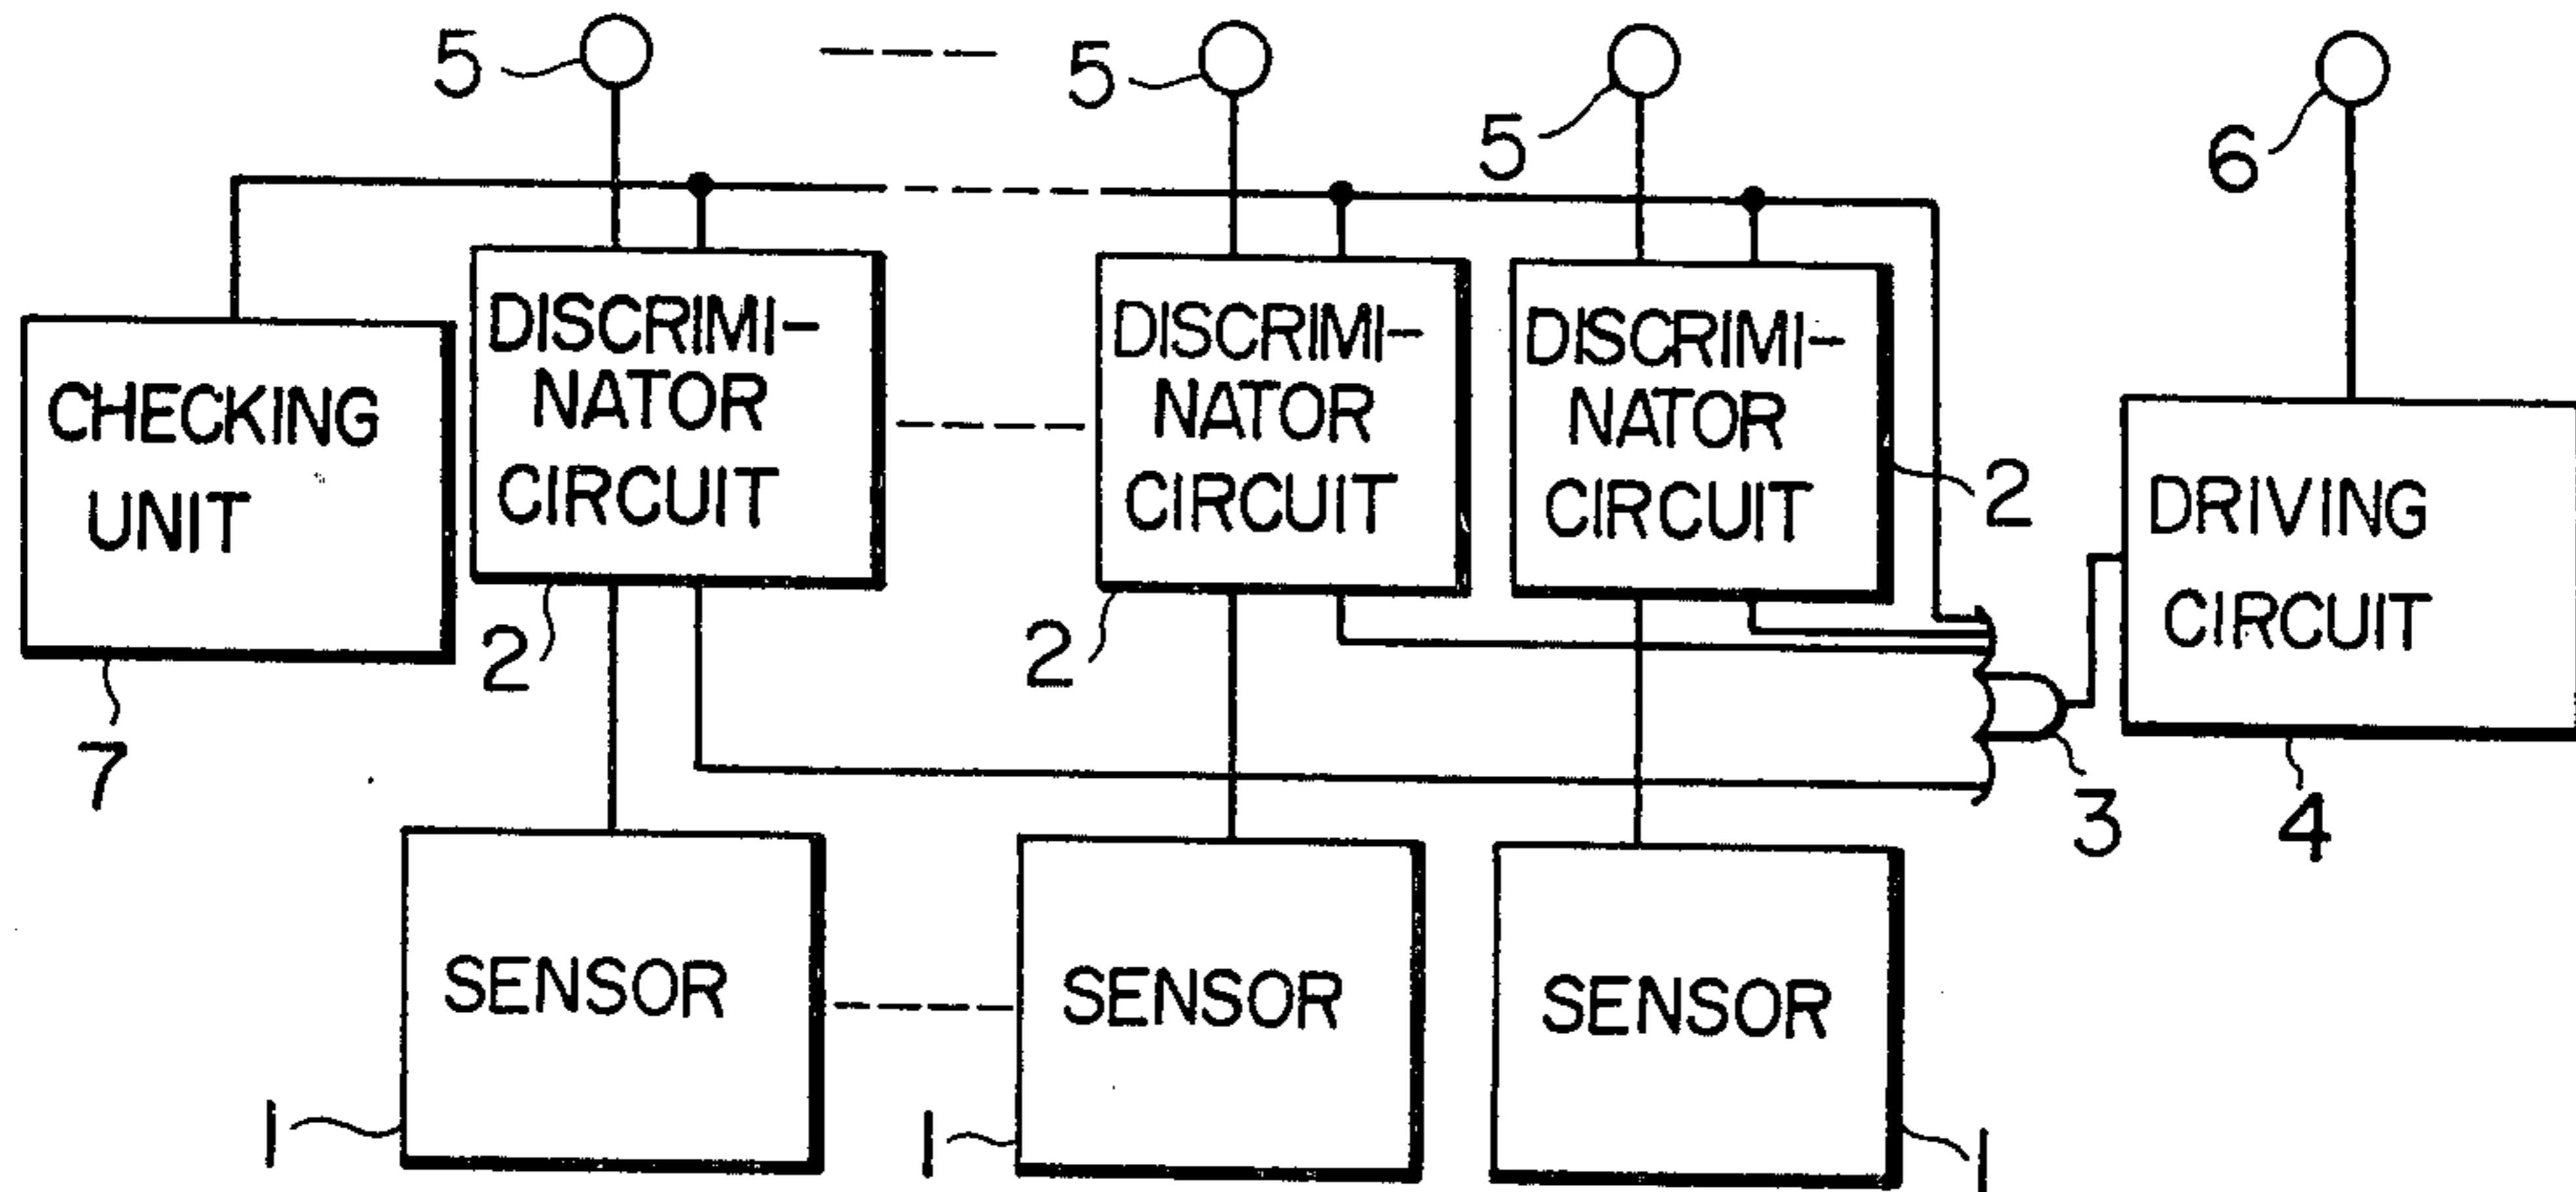 5
5
5
6
DISCRIMI-
NATOR
CIRCUIT
DISCRIMI-
NATOR
CIRCUIT
DISCRIMI-
NATOR
CIRCUIT
CHECKING
UNIT
2
DRIVING
CIRCUIT
2
2
7
3
4
SENSOR
SENSOR
SENSOR
1
1
1